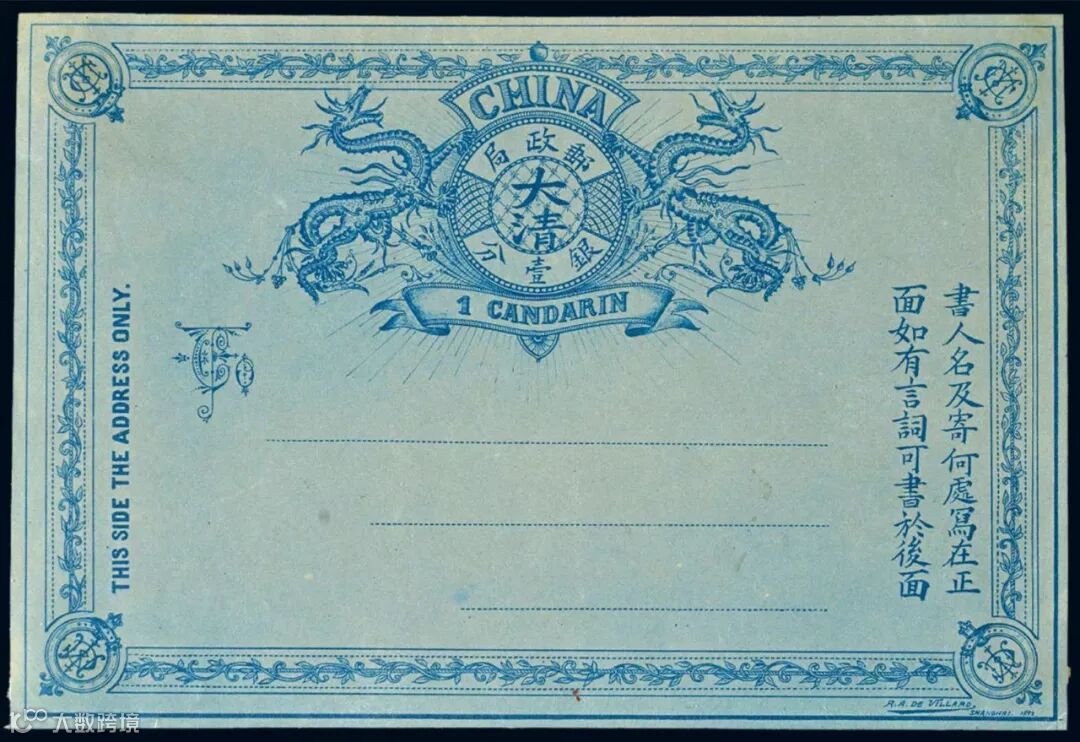 CHINA
郵政局
大清
壹分銀
1 CANDARIN
THIS SIDE THE ADDRESS ONLY.
To
書人名及寄何處寫在正
面如有言詞可書於後面
R.A. DE VILLARD.
SHANGHAI.
大数跨境